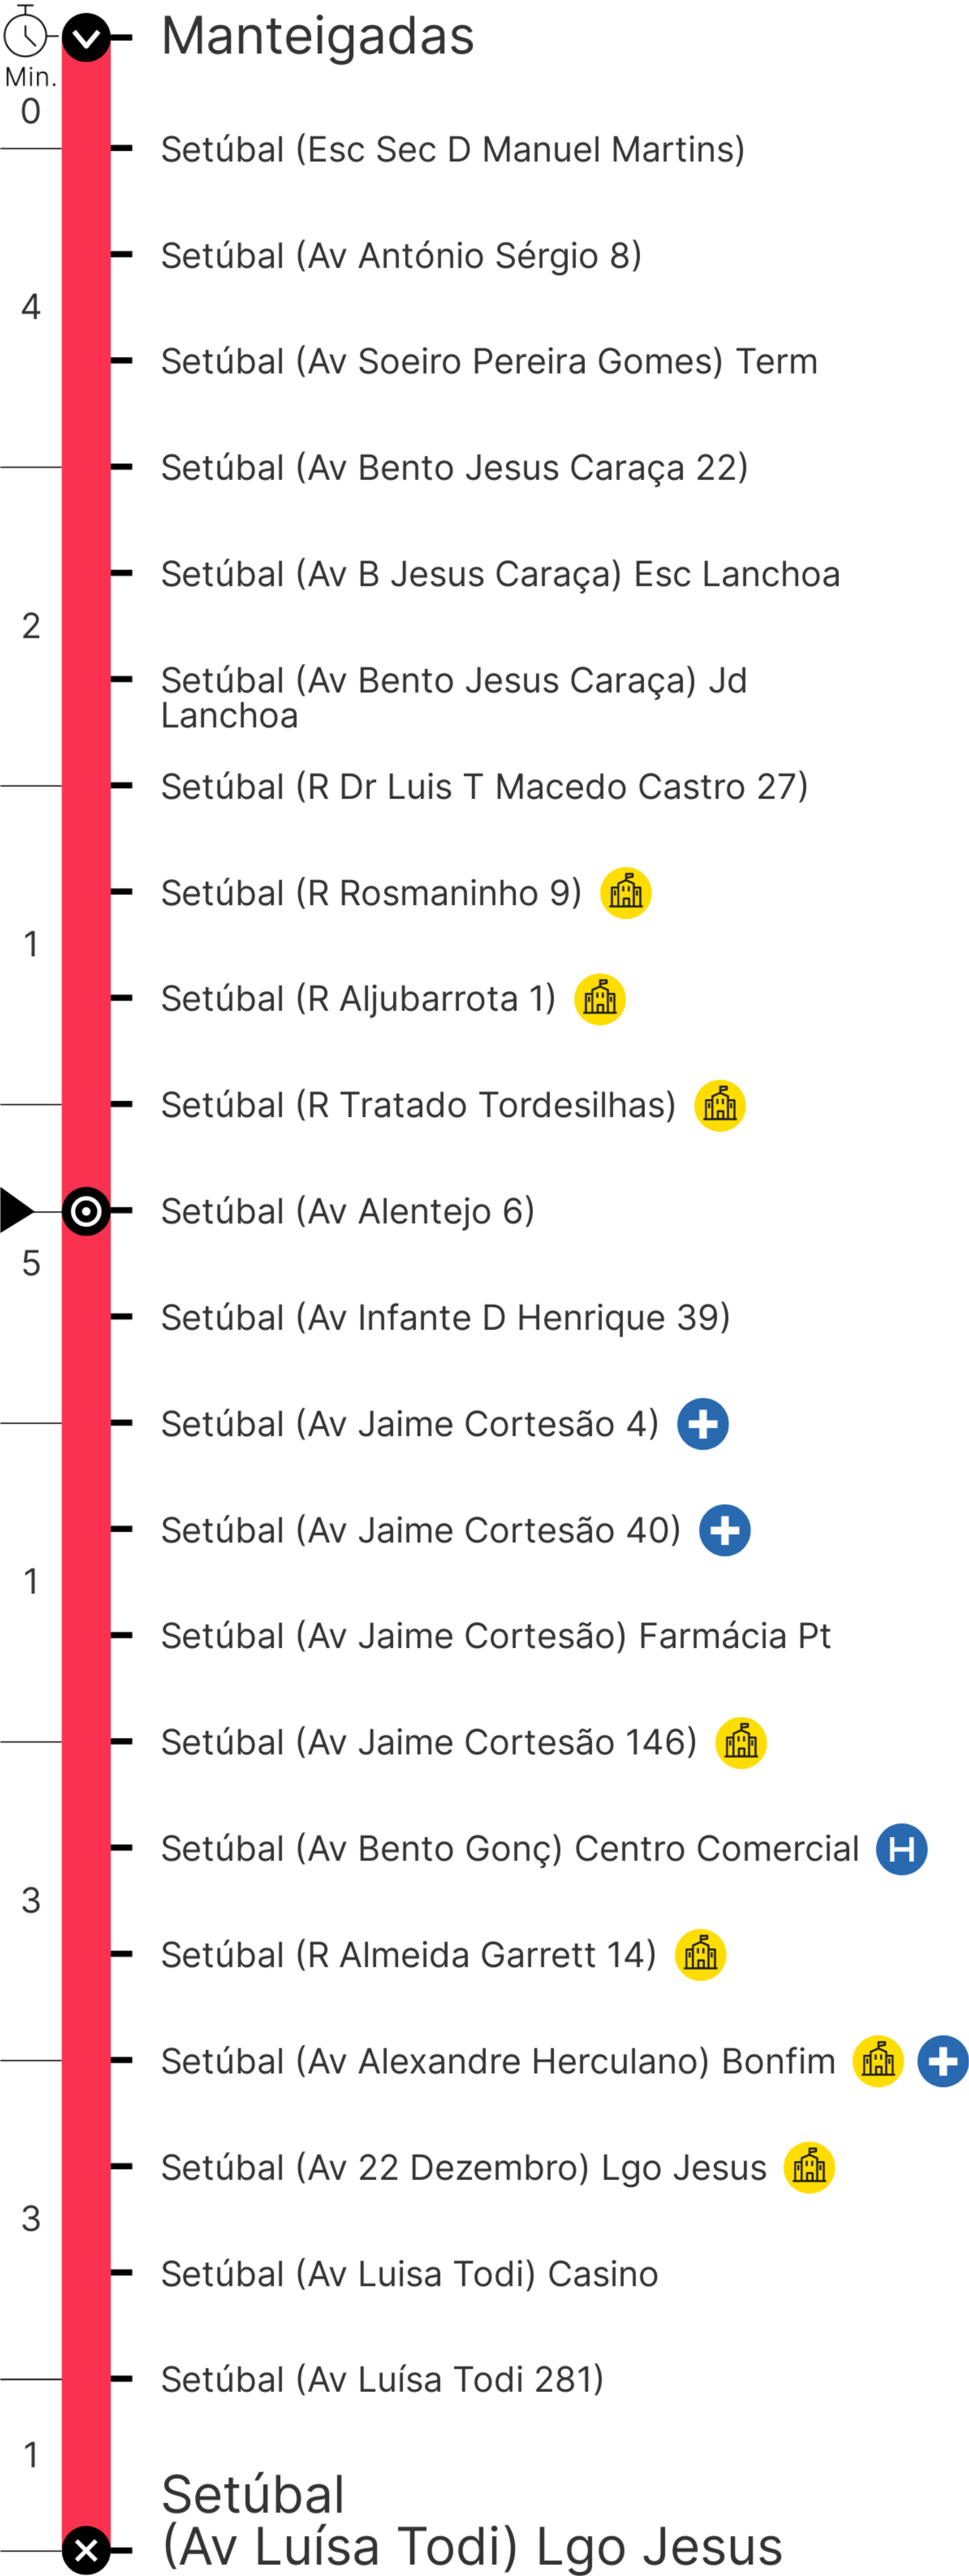 Manteigadas
Min.
0
Setúbal (Esc Sec D Manuel Martins)
Setúbal (Av António Sérgio 8)
4
Setúbal (Av Soeiro Pereira Gomes) Term
Setúbal (Av Bento Jesus Caraça 22)
Setúbal (Av B Jesus Caraça) Esc Lanchoa
2
Setúbal (Av Bento Jesus Caraça) Jd
Lanchoa
Setúbal (R Dr Luis T Macedo Castro 27)
Setúbal (R Rosmaninho 9)
1
Setúbal (R Aljubarrota 1)
Setúbal (R Tratado Tordesilhas)
Setúbal (Av Alentejo 6)
5
Setúbal (Av Infante D Henrique 39)
Setúbal (Av Jaime Cortesão 4)
Setúbal (Av Jaime Cortesão 40)
1
Setúbal (Av Jaime Cortesão) Farmácia Pt
Setúbal (Av Jaime Cortesão 146)
Setúbal (Av Bento Gonç) Centro Comercial H
3
Setúbal (R Almeida Garrett 14)
Setúbal (Av Alexandre Herculano) Bonfim
Setúbal (Av 22 Dezembro) Lgo Jesus
3
Setúbal (Av Luisa Todi) Casino
Setúbal (Av Luísa Todi 281)
1
Setúbal
(Av Luísa Todi) Lgo Jesus